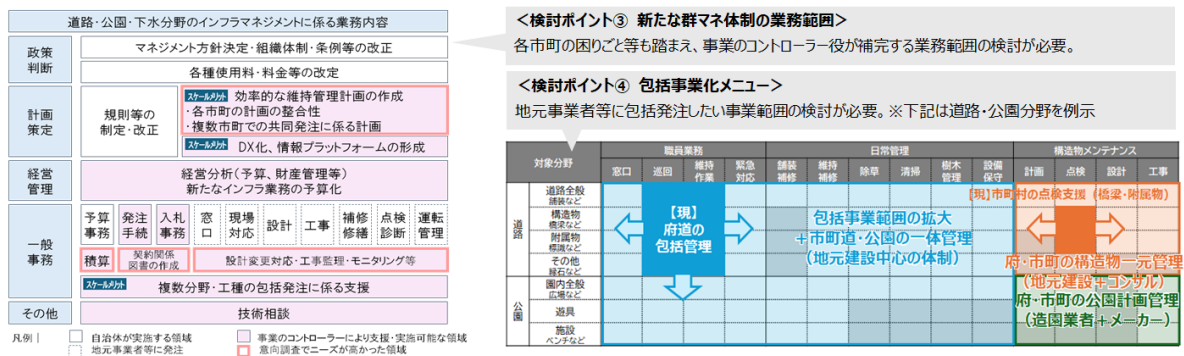 道路・公園・下水分野のインフラマネジメントに係る業務内容
政策
判断
マネジメント方針決定・組織体制・条例等の改正
各種使用料・料金等の改定
計画
策定
規則等の
制定・改正
スケールメリット 効率的な維持管理計画の作成
・各市町の計画の整合性
・複数市町での共同発注に係る計画
スケールメリット DX化、情報プラットフォームの形成
経営
管理
経営分析(予算、財産管理等)
新たなインフラ業務の予算化
一般
事務
予算
事務
発注
手続
入札
事務
窓
口
現場
対応
設計
工事
補修
修繕
点検
診断
運転
管理
積算
契約関係
図書の作成
設計変更対応・工事監理・モニタリング等
スケールメリット 複数分野・工種の包括発注に係る支援
その他
技術相談
凡例
自治体が実施する領域
地元事業者等に発注
事業のコントローラーにより支援・実施可能な領域
意向調査でニーズが高かった領域
<検討ポイント③ 新たな群マネ体制の業務範囲>
各市町の困りごと等も踏まえ、事業のコントローラー役が補完する業務範囲の検討が必要。
<検討ポイント④ 包括事業化メニュー>
地元事業者等に包括発注したい事業範囲の検討が必要。※下記は道路・公園分野を例示
対象分野
職員業務
日常管理
構造物メンテナンス
窓口
巡回
維持
作業
緊急
対応
舗装
補修
維持
補修
除草
清掃
樹木
管理
設備
保守
計画
点検
設計
工事
道路
道路全般
舗装など
構造物
橋梁など
附属物
標識など
その他
縁石など
公園
園内全般
広場など
遊具
施設
ベンチなど
【現】
府道の
包括管理
包括事業範囲の拡大
+市町道・公園の一体管理
(地元建設中心の体制)
【現】市町村の点検支援(橋梁・附属物)
府・市町の構造物一元管理
(地元建設+コンサル)
府・市町の公園計画管理
(造園業者+メーカー)